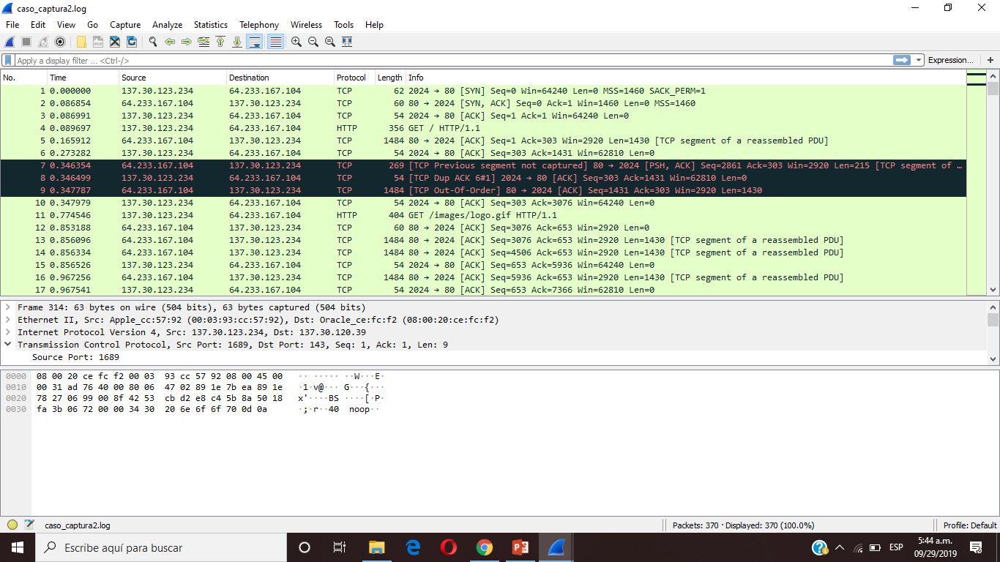 caso_captura2.log
File Edit View Go Capture Analyze Statistics Telephony Wireless Tools Help
Apply a display filter ... <Ctrl-/> Expression... +
No. Time Source Destination Protocol Length Info
1 0.000000 137.30.123.234 64.233.167.104 TCP 62 2024 → 80 [SYN] Seq=0 Win=64240 Len=0 MSS=1460 SACK_PERM=1
2 0.086854 64.233.167.104 137.30.123.234 TCP 60 80 → 2024 [SYN, ACK] Seq=0 Ack=1 Win=1460 Len=0 MSS=1460
3 0.086991 137.30.123.234 64.233.167.104 TCP 54 2024 → 80 [ACK] Seq=1 Ack=1 Win=64240 Len=0
4 0.089697 137.30.123.234 64.233.167.104 HTTP 356 GET / HTTP/1.1
5 0.165912 64.233.167.104 137.30.123.234 TCP 1484 80 → 2024 [ACK] Seq=1 Ack=303 Win=2920 Len=1430 [TCP segment of a reassembled PDU]
6 0.273282 137.30.123.234 64.233.167.104 TCP 54 2024 → 80 [ACK] Seq=303 Ack=1431 Win=62810 Len=0
7 0.346354 64.233.167.104 137.30.123.234 TCP 269 [TCP Previous segment not captured] 80 → 2024 [PSH, ACK] Seq=2861 Ack=303 Win=2920 Len=215 [TCP segment of …
8 0.346499 137.30.123.234 64.233.167.104 TCP 54 [TCP Dup ACK 6#1] 2024 → 80 [ACK] Seq=303 Ack=1431 Win=62810 Len=0
9 0.347787 64.233.167.104 137.30.123.234 TCP 1484 [TCP Out-Of-Order] 80 → 2024 [ACK] Seq=1431 Ack=303 Win=2920 Len=1430
10 0.347979 137.30.123.234 64.233.167.104 TCP 54 2024 → 80 [ACK] Seq=303 Ack=3076 Win=64240 Len=0
11 0.774546 137.30.123.234 64.233.167.104 HTTP 404 GET /images/logo.gif HTTP/1.1
12 0.853188 64.233.167.104 137.30.123.234 TCP 60 80 → 2024 [ACK] Seq=3076 Ack=653 Win=2920 Len=0
13 0.856096 64.233.167.104 137.30.123.234 TCP 1484 80 → 2024 [ACK] Seq=3076 Ack=653 Win=2920 Len=1430 [TCP segment of a reassembled PDU]
14 0.856334 64.233.167.104 137.30.123.234 TCP 1484 80 → 2024 [ACK] Seq=4506 Ack=653 Win=2920 Len=1430 [TCP segment of a reassembled PDU]
15 0.856526 137.30.123.234 64.233.167.104 TCP 54 2024 → 80 [ACK] Seq=653 Ack=5936 Win=64240 Len=0
16 0.967256 64.233.167.104 137.30.123.234 TCP 1484 80 → 2024 [ACK] Seq=5936 Ack=653 Win=2920 Len=1430 [TCP segment of a reassembled PDU]
17 0.967541 137.30.123.234 64.233.167.104 TCP 54 2024 → 80 [ACK] Seq=653 Ack=7366 Win=62810 Len=0
Frame 314: 63 bytes on wire (504 bits), 63 bytes captured (504 bits)
Ethernet II, Src: Apple_cc:57:92 (00:03:93:cc:57:92), Dst: Oracle_ce:fc:f2 (08:00:20:ce:fc:f2)
Internet Protocol Version 4, Src: 137.30.123.234, Dst: 137.30.120.39
Transmission Control Protocol, Src Port: 1689, Dst Port: 143, Seq: 1, Ack: 1, Len: 9
Source Port: 1689
0000 08 00 20 ce fc f2 00 03 93 cc 57 92 08 00 45 00 ·· ····· ··W···E·
0010 00 31 ad 76 40 00 80 06 47 02 89 1e 7b ea 89 1e ·1·v@··· G···{···
0020 78 27 06 99 00 8f 42 53 cb d2 e8 c4 5b 8a 50 18 x'····BS ····[·P·
0030 fa 3b 06 72 00 00 34 30 20 6e 6f 6f 70 0d 0a ·;·r··40 noop··
caso_captura2.log Packets: 370 · Displayed: 370 (100.0%) Profile: Default
Escribe aquí para buscar ESP 5:44 a.m.
09/29/2019